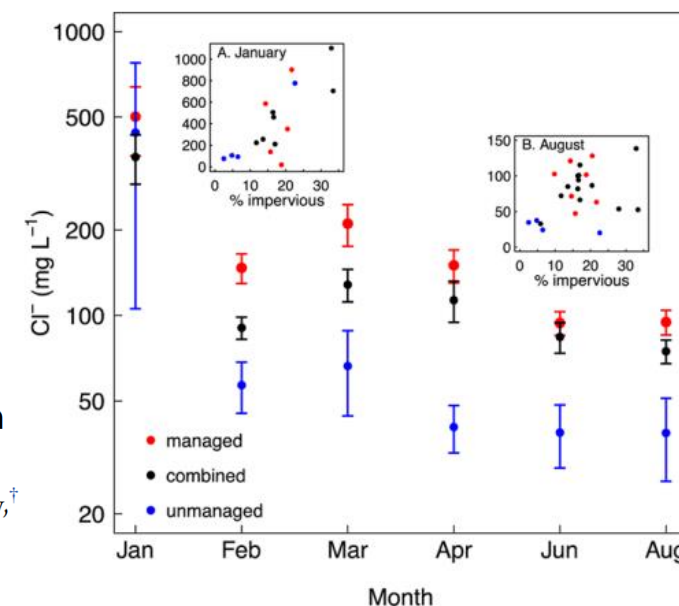 1000
500
200
100
50
20
Cl⁻ (mg L⁻¹)
A. January
1000
800
600
400
200
0
0 10 20 30
% impervious
B. August
150
100
50
0
0 10 20 30
% impervious
managed
combined
unmanaged
Jan Feb Mar Apr Jun Aug
Month
†